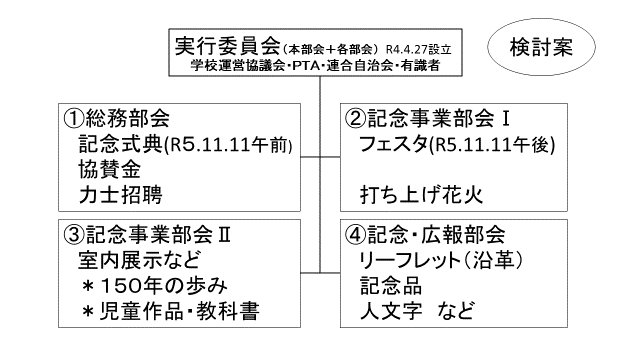 実行委員会(本部会＋各部会) R4.4.27設立
学校運営協議会・PTA・連合自治会・有識者
検討案
①総務部会
記念式典(R５.11.11午前)
協賛金
力士招聘
②記念事業部会Ⅰ
フェスタ(R5.11.11午後)
打ち上げ花火
③記念事業部会Ⅱ
室内展示など
＊１５０年の歩み
＊児童作品・教科書
④記念・広報部会
リーフレット（沿革）
記念品
人文字　など